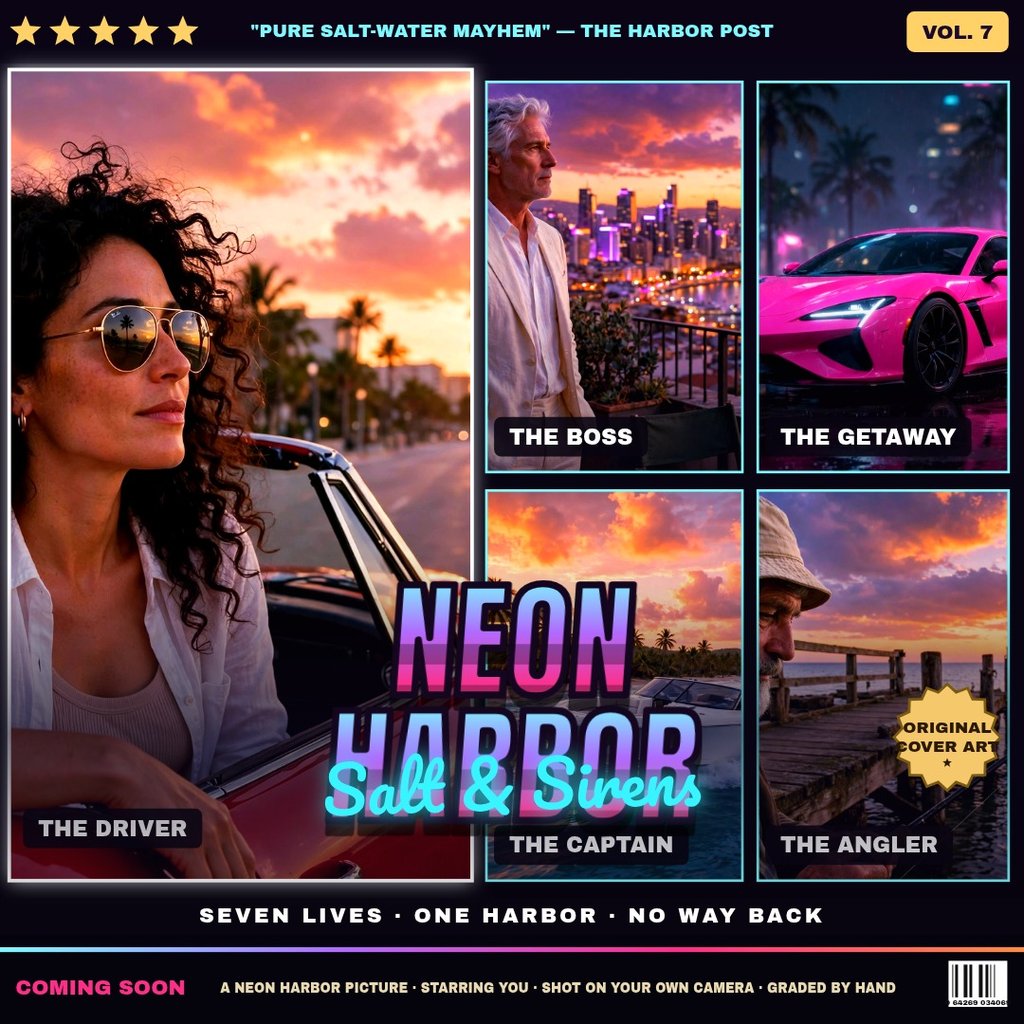 "PURE SALT-WATER MAYHEM" — THE HARBOR POST
VOL. 7
THE BOSS
THE GETAWAY
NEON
HARBOR
Salt & Sirens
ORIGINAL
COVER ART
★
THE DRIVER
THE CAPTAIN
THE ANGLER
SEVEN LIVES · ONE HARBOR · NO WAY BACK
COMING SOON
A NEON HARBOR PICTURE · STARRING YOU · SHOT ON YOUR OWN CAMERA · GRADED BY HAND